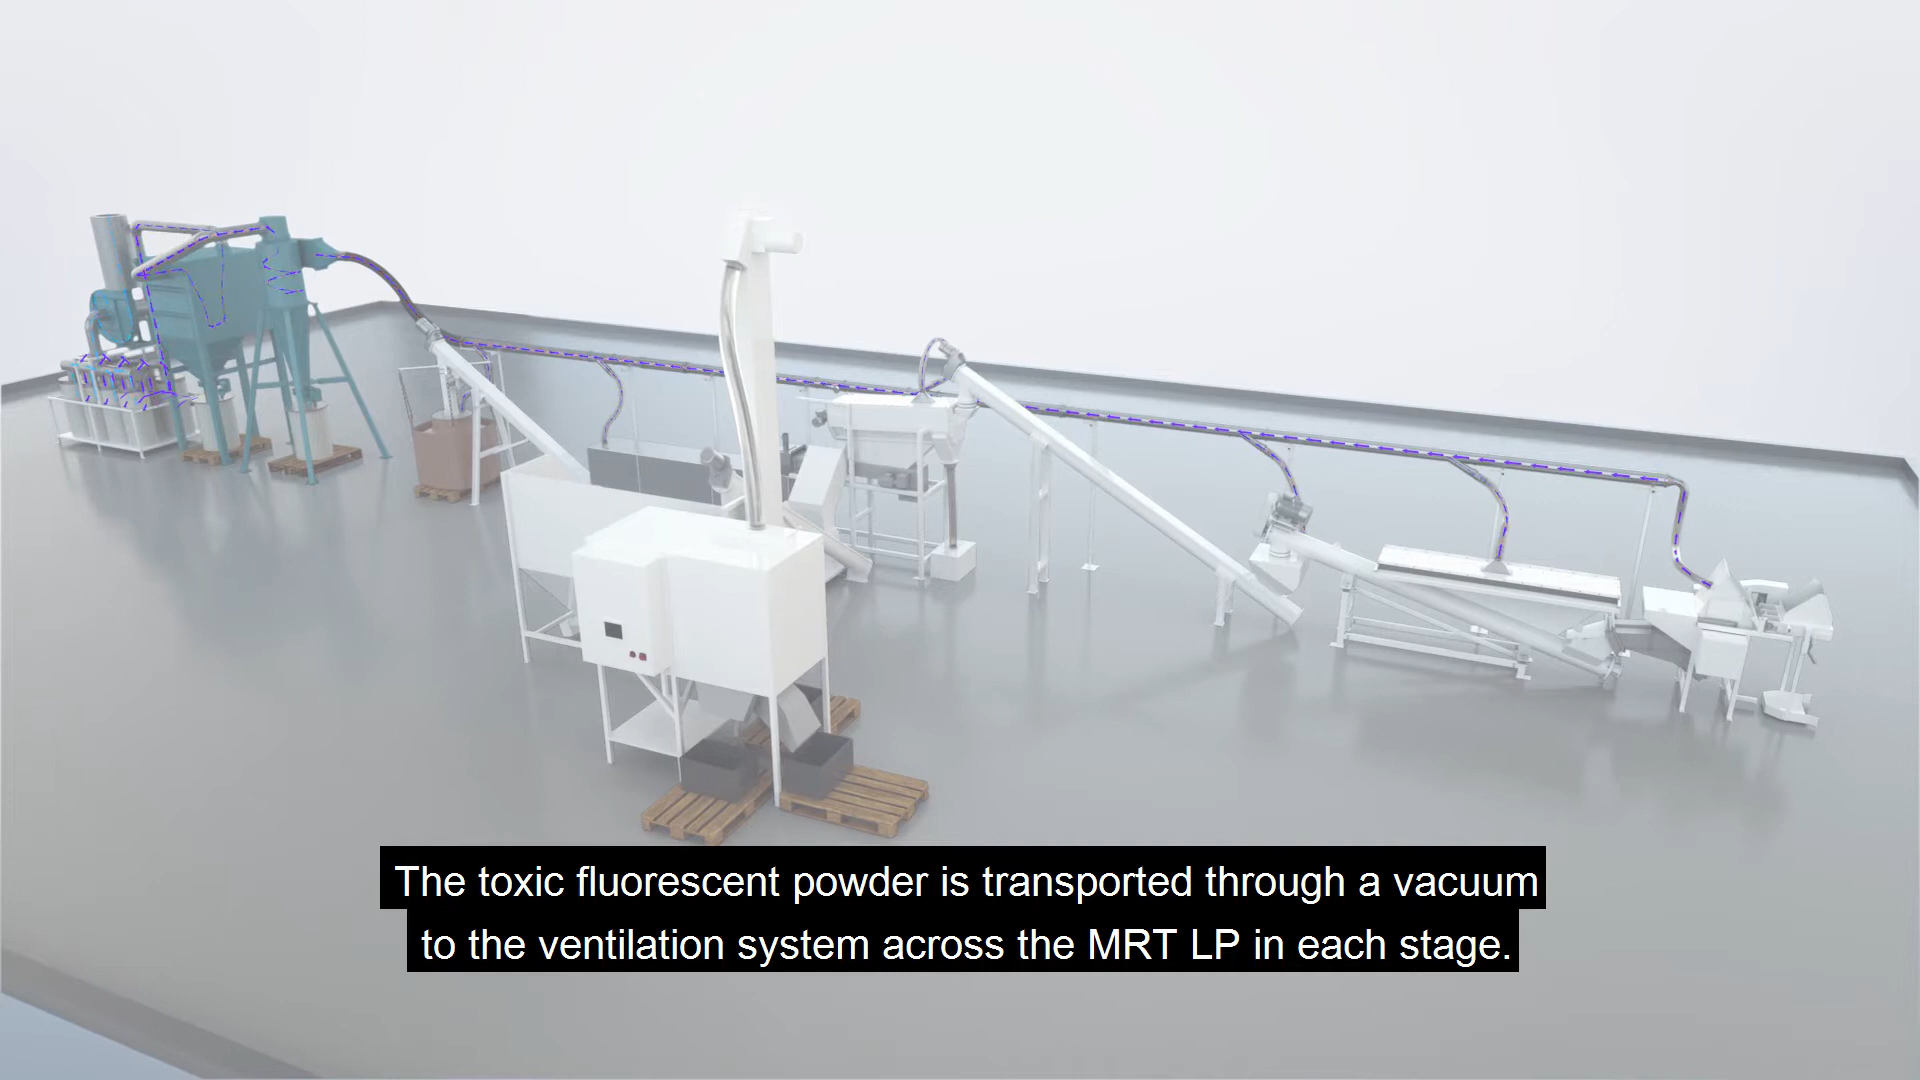 The toxic fluorescent powder is transported through a vacuum
to the ventilation system across the MRT LP in each stage.